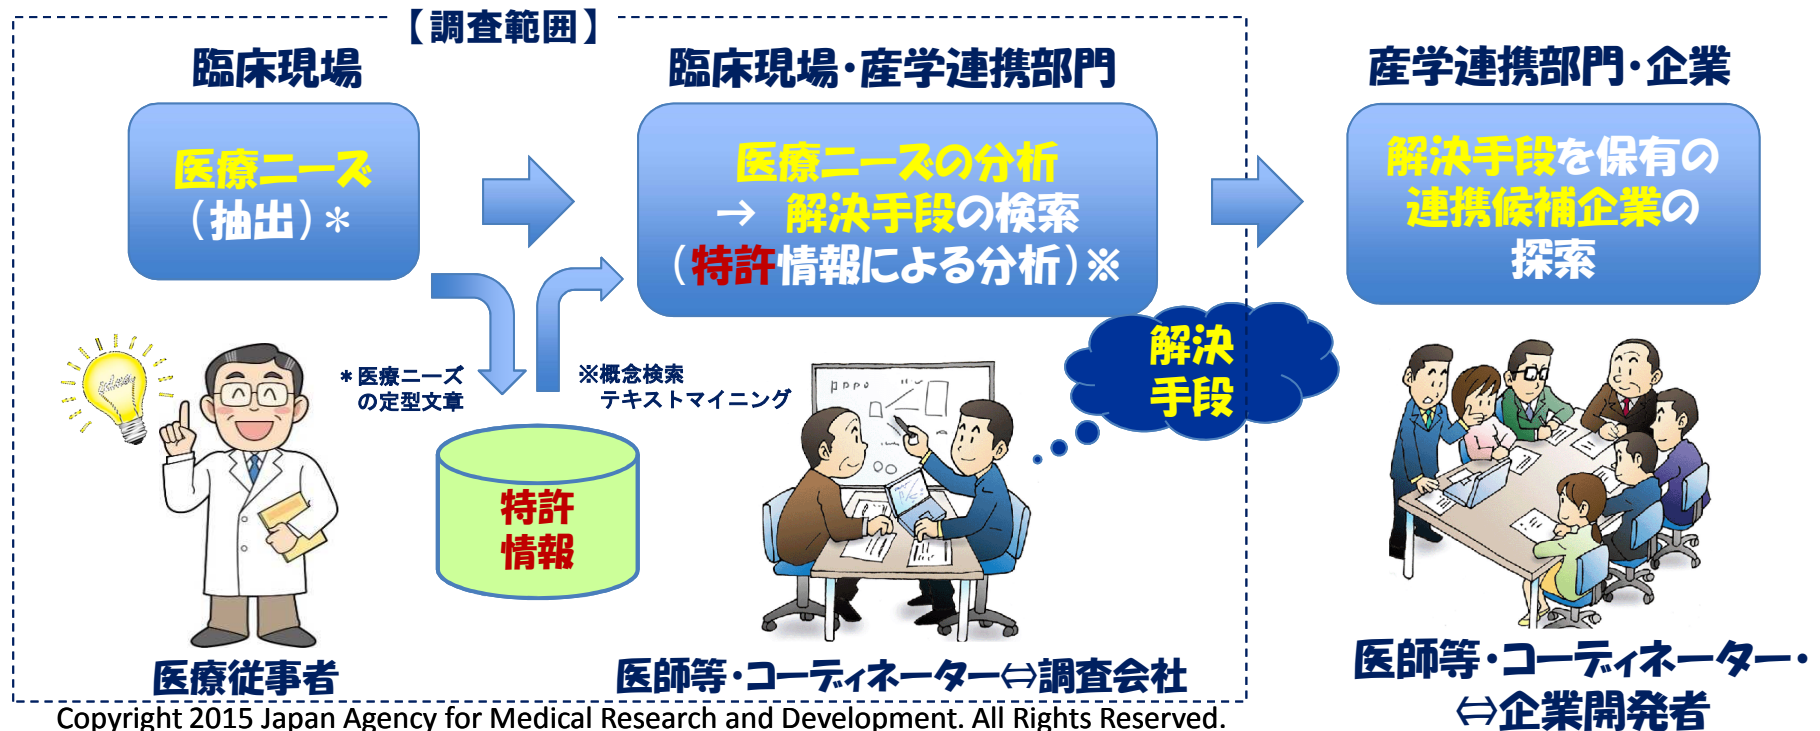 【調査範囲】
臨床現場
医療ニーズ
(抽出)＊
＊医療ニーズ
の定型文章
特許
情報
医療従事者
臨床現場・産学連携部門
医療ニーズの分析
→ 解決手段の検索
(特許情報による分析)※
※概念検索
テキストマイニング
解決
手段
医師等・コーディネーター⇔調査会社
産学連携部門・企業
解決手段を保有の
連携候補企業の
探索
医師等・コーディネーター・
⇔企業開発者
Copyright 2015 Japan Agency for Medical Research and Development. All Rights Reserved.